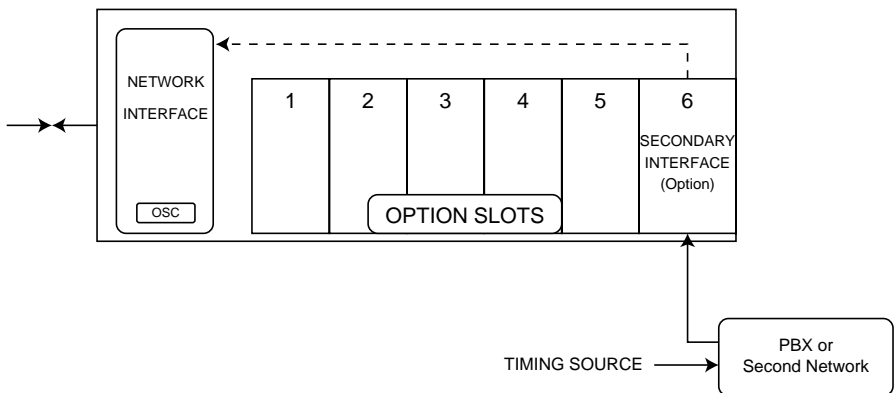 NETWORK
INTERFACE
OSC
1
2
3
4
5
6
SECONDARY
INTERFACE
(Option)
OPTION SLOTS
TIMING SOURCE
PBX or
Second Network